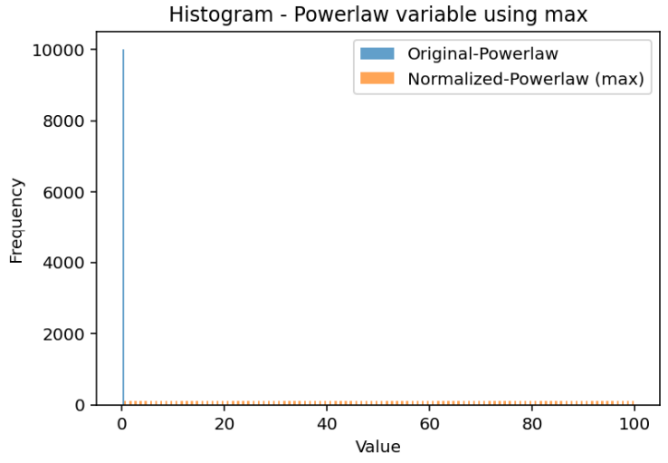 Histogram - Powerlaw variable using max
Original-Powerlaw
Normalized-Powerlaw (max)
10000
8000
6000
4000
2000
0
Frequency
0 20 40 60 80 100
Value